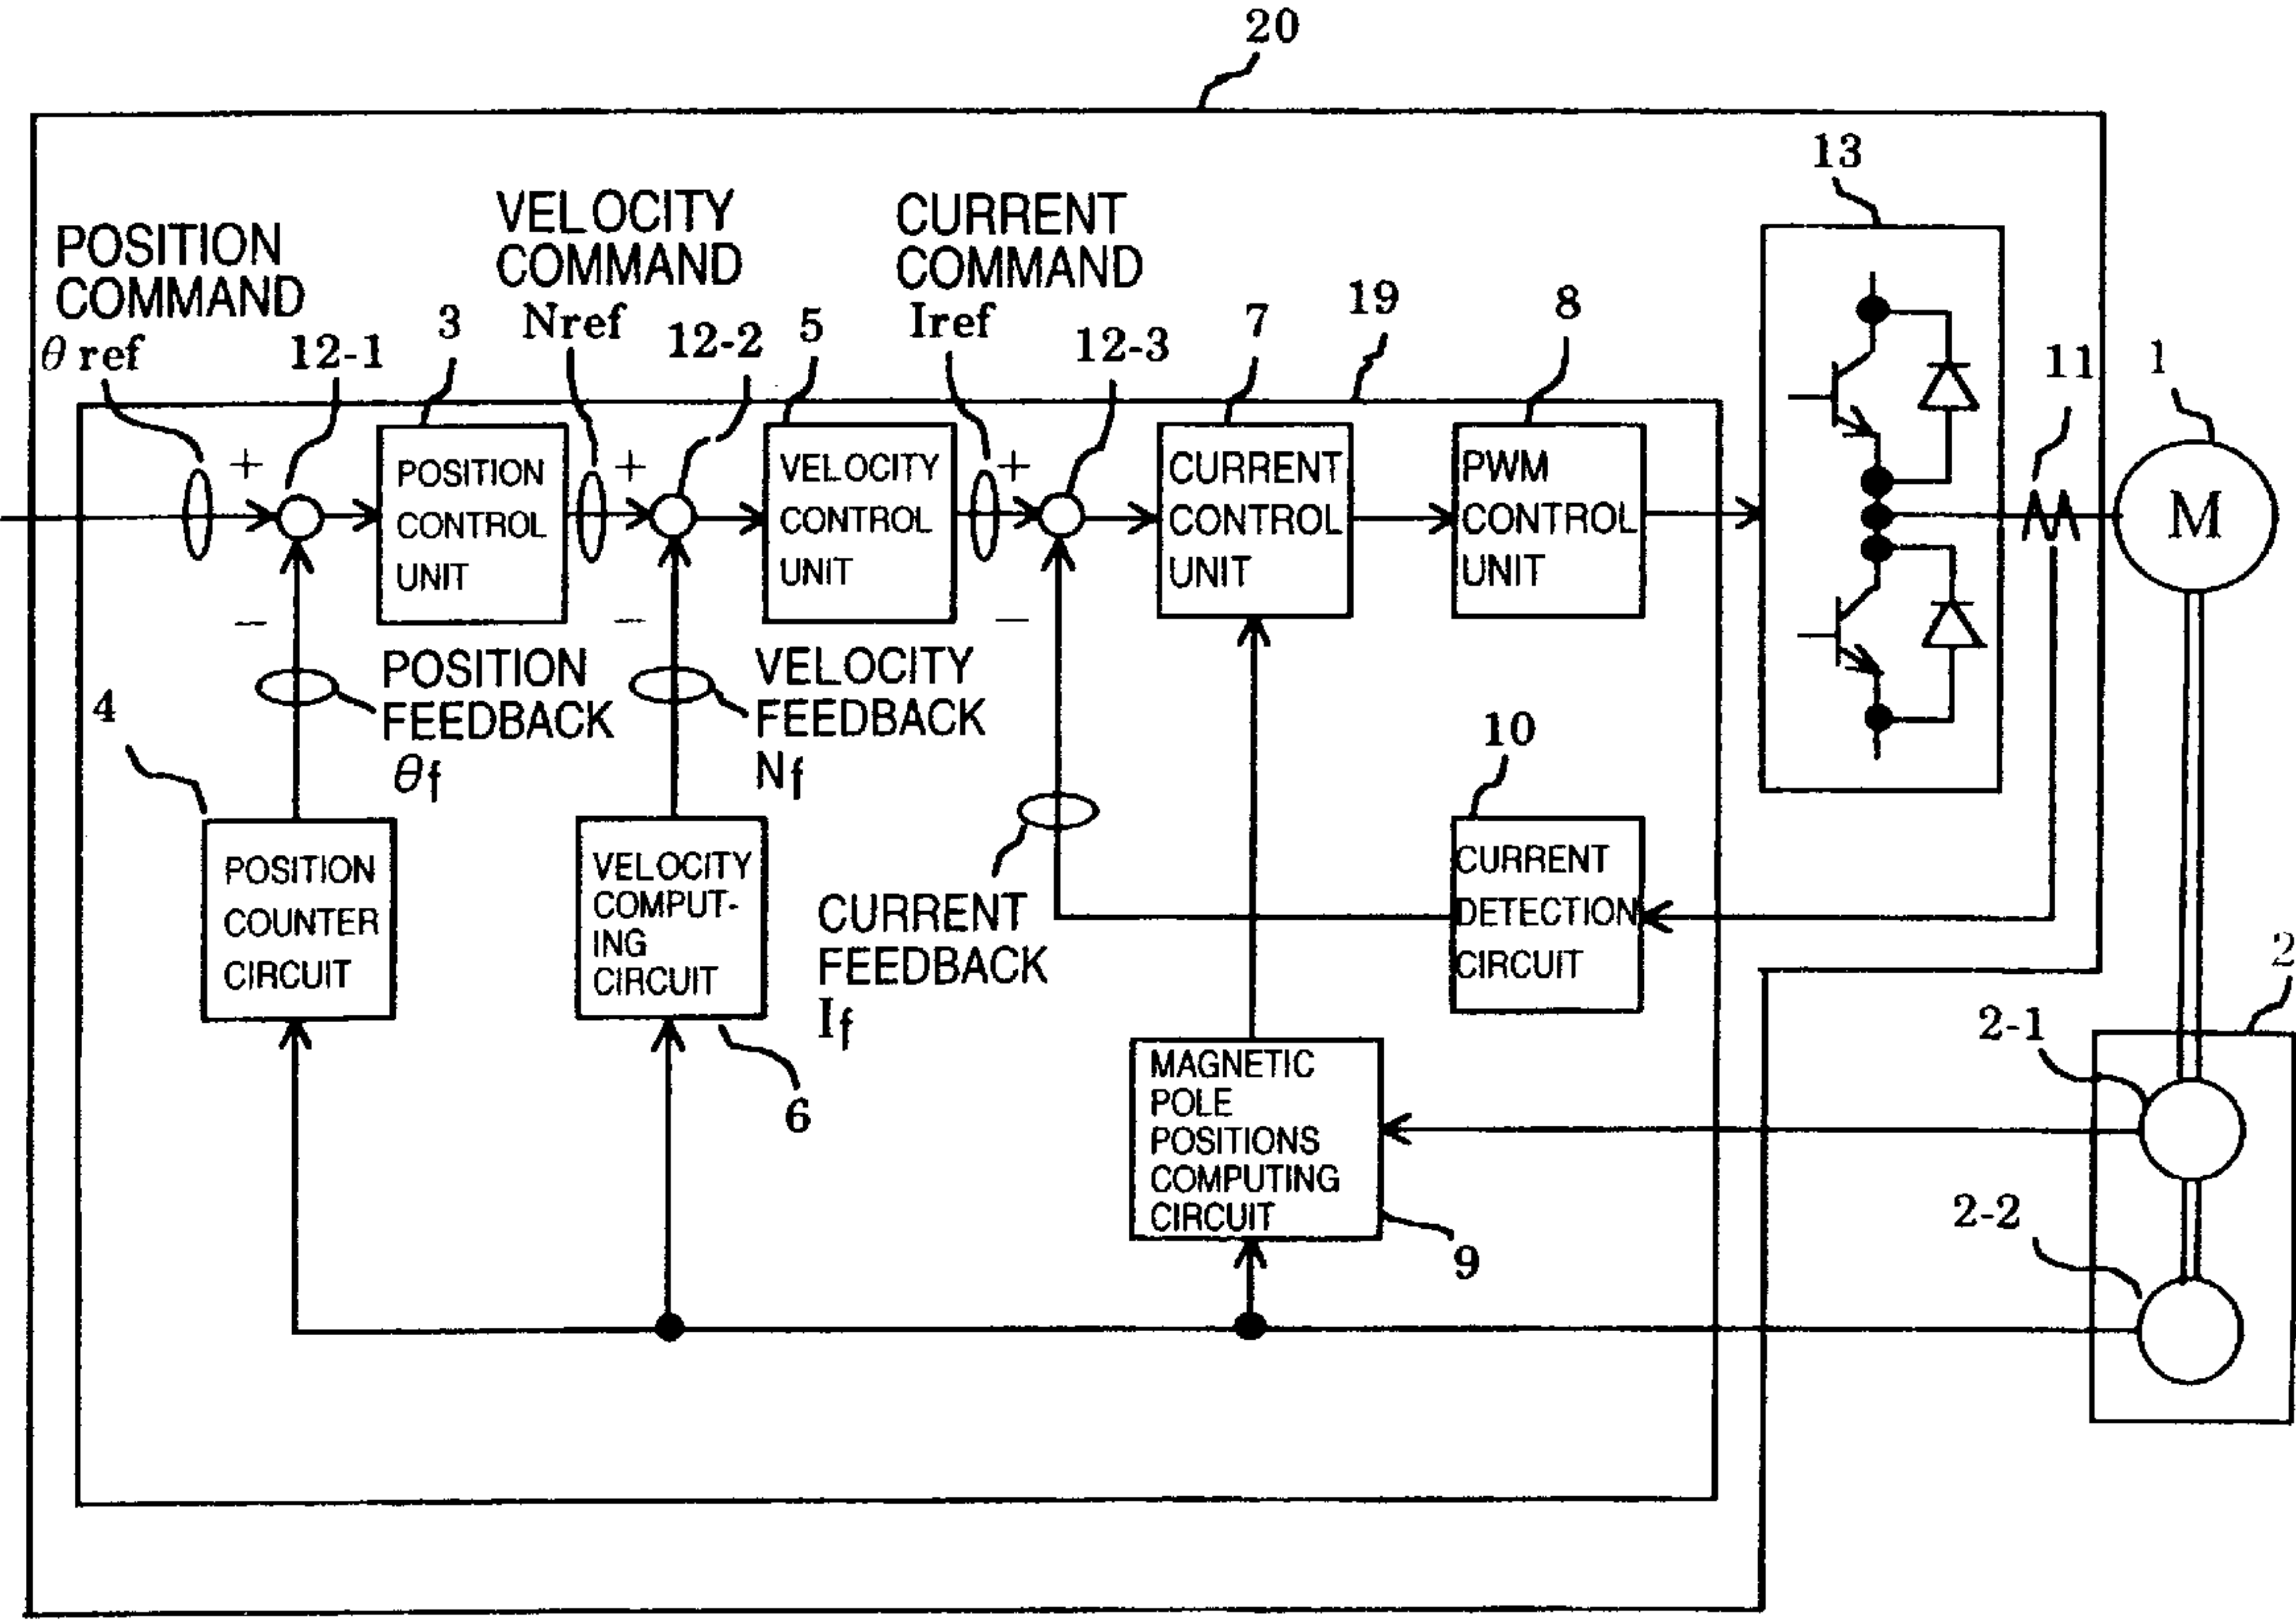 20
13
POSITION
COMMAND
θ ref
VELOCITY
COMMAND
Nref
CURRENT
COMMAND
Iref
12-1
3
12-2
5
12-3
7
19
8
11
1
+
+
+
POSITION
CONTROL
UNIT
VELOCITY
CONTROL
UNIT
CURRENT
CONTROL
UNIT
PWM
CONTROL
UNIT
M
−
−
−
POSITION
FEEDBACK
θf
VELOCITY
FEEDBACK
Nf
4
10
POSITION
COUNTER
CIRCUIT
VELOCITY
COMPUT-
ING
CIRCUIT
CURRENT
FEEDBACK
If
CURRENT
DETECTION
CIRCUIT
2
2-1
6
MAGNETIC
POLE
POSITIONS
COMPUTING
CIRCUIT
9
2-2